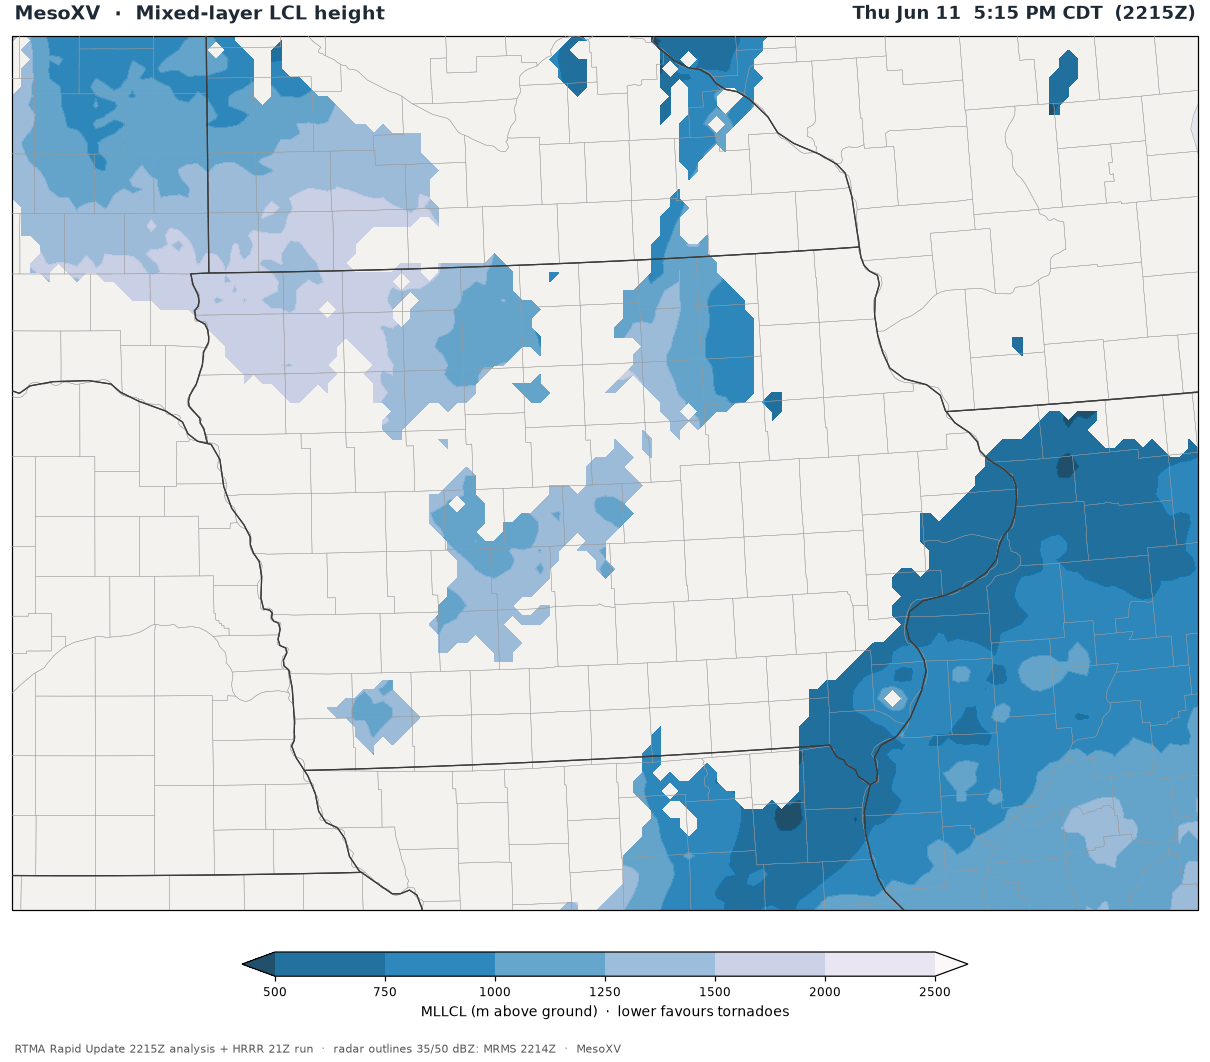 MesoXV · Mixed-layer LCL height
Thu Jun 11 5:15 PM CDT (2215Z)
500 750 1000 1250 1500 2000 2500
MLLCL (m above ground) · lower favours tornadoes
RTMA Rapid Update 2215Z analysis + HRRR 21Z run · radar outlines 35/50 dBZ: MRMS 2214Z · MesoXV